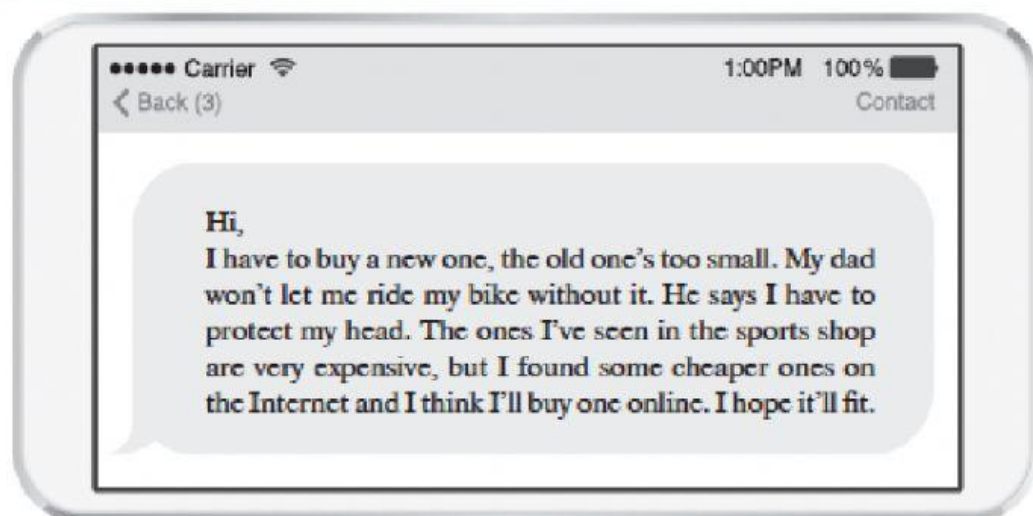 ●●●●● Carrier 1:00PM 100%
Back (3) Contact
Hi,
I have to buy a new one, the old one's too small. My dad
won't let me ride my bike without it. He says I have to
protect my head. The ones I've seen in the sports shop
are very expensive, but I found some cheaper ones on
the Internet and I think I'll buy one online. I hope it'll fit.